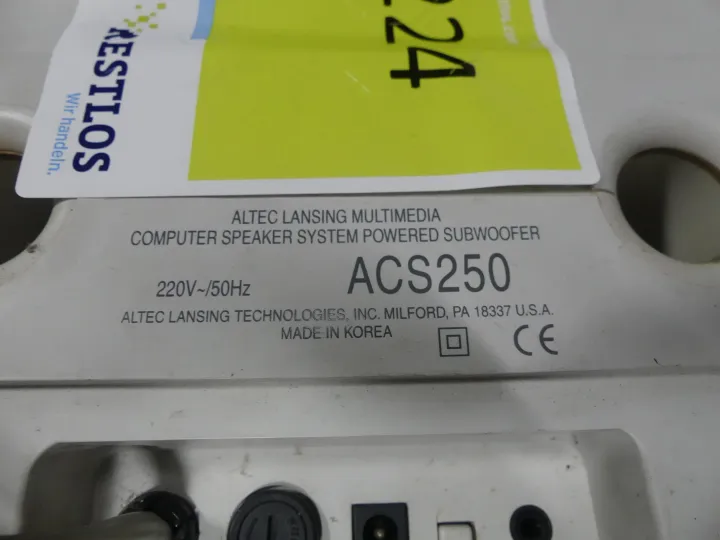 RESTLOS
Wir handeln.
224
ALTEC LANSING MULTIMEDIA
COMPUTER SPEAKER SYSTEM POWERED SUBWOOFER
220V~/50Hz
ACS250
ALTEC LANSING TECHNOLOGIES, INC. MILFORD, PA 18337 U.S.A.
MADE IN KOREA
CE